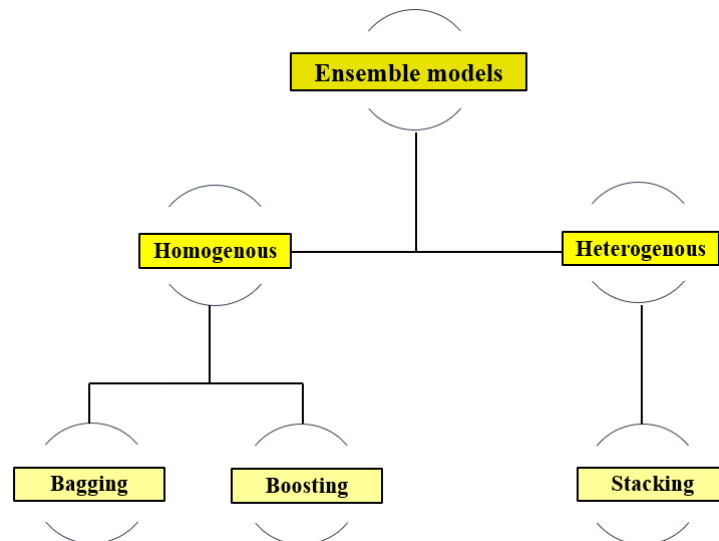 Ensemble models
Homogenous
Heterogenous
Bagging
Boosting
Stacking